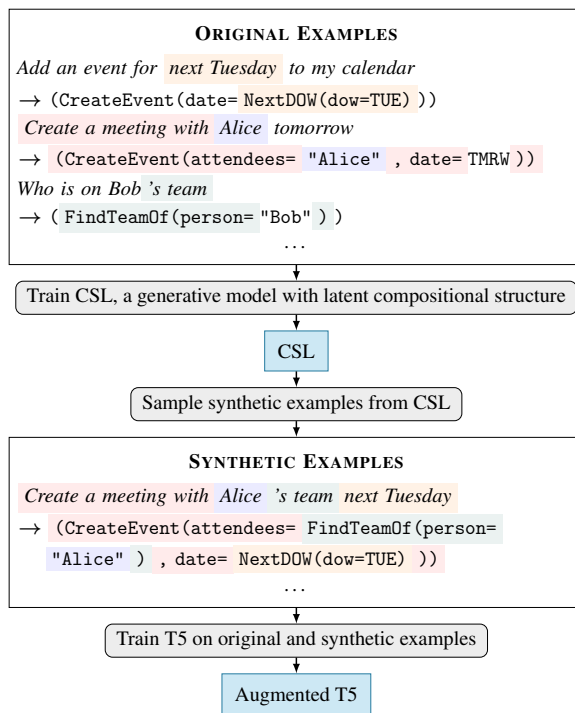 ORIGINAL EXAMPLES
Add an event for next Tuesday to my calendar
→ (CreateEvent(date= NextDOW(dow=TUE) ))
Create a meeting with Alice tomorrow
→ (CreateEvent(attendees= "Alice" , date= TMRW ))
Who is on Bob 's team
→ ( FindTeamOf(person= "Bob" ) )
...
Train CSL, a generative model with latent compositional structure
CSL
Sample synthetic examples from CSL
SYNTHETIC EXAMPLES
Create a meeting with Alice 's team next Tuesday
→ (CreateEvent(attendees= FindTeamOf(person=
"Alice" ) , date= NextDOW(dow=TUE) ))
...
Train T5 on original and synthetic examples
Augmented T5